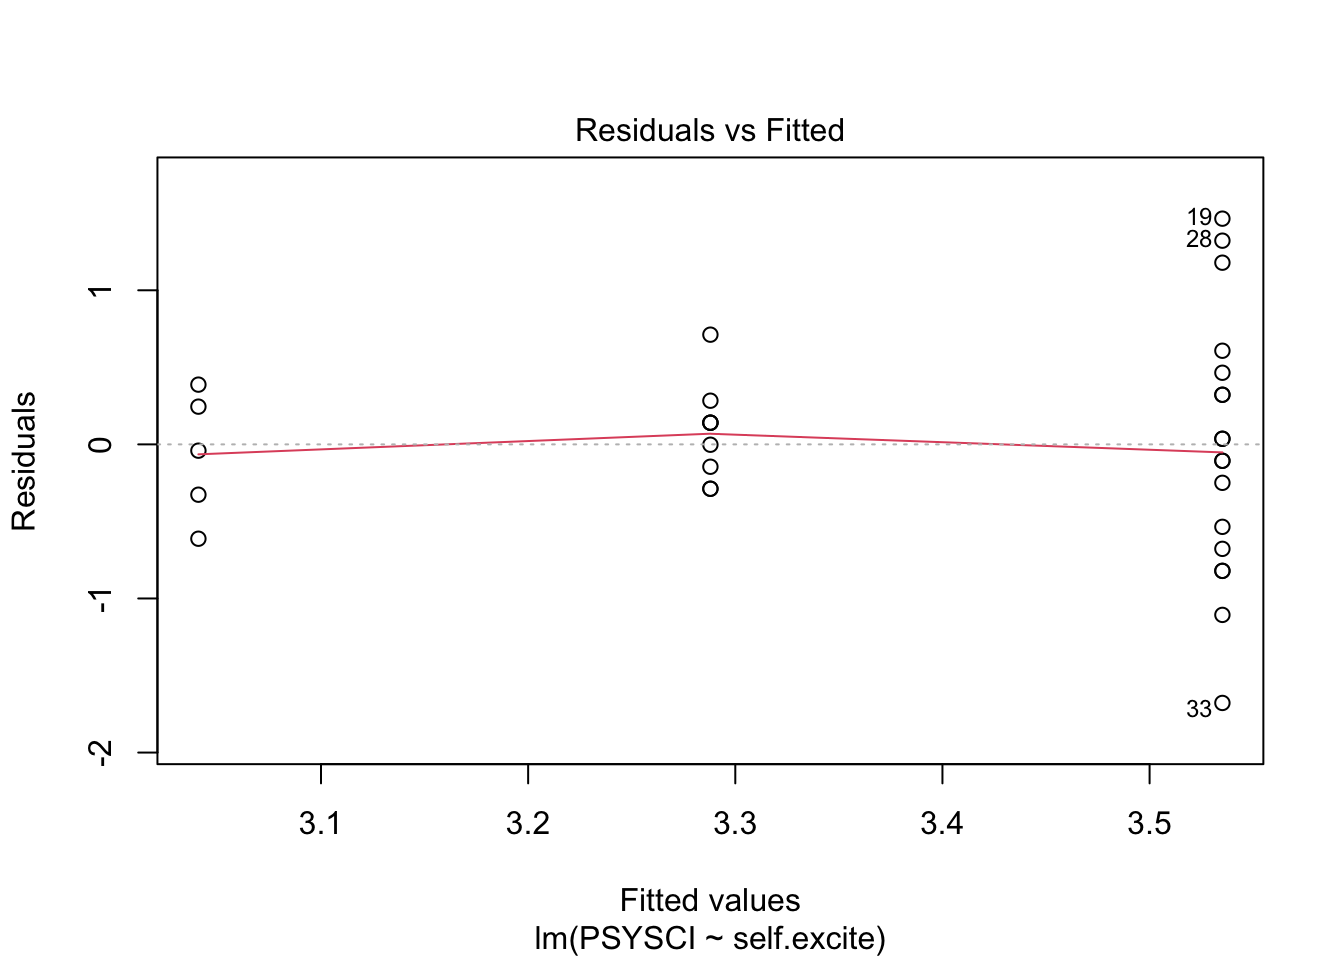 Residuals vs Fitted
19
28
33
Residuals
1
0
-1
-2
3.1 3.2 3.3 3.4 3.5
Fitted values
lm(PSYSCI ~ self.excite)